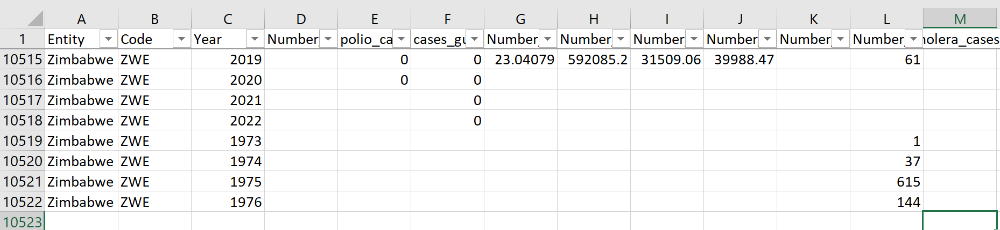 A B C D E F G H I J K L M
1 Entity Code Year Number polio_ca cases_gu Number Number Number Number Number Number nolera_cases
10515 Zimbabwe ZWE 2019 0 0 23.04079 592085.2 31509.06 39988.47 61
10516 Zimbabwe ZWE 2020 0 0
10517 Zimbabwe ZWE 2021 0
10518 Zimbabwe ZWE 2022 0
10519 Zimbabwe ZWE 1973 1
10520 Zimbabwe ZWE 1974 37
10521 Zimbabwe ZWE 1975 615
10522 Zimbabwe ZWE 1976 144
10523